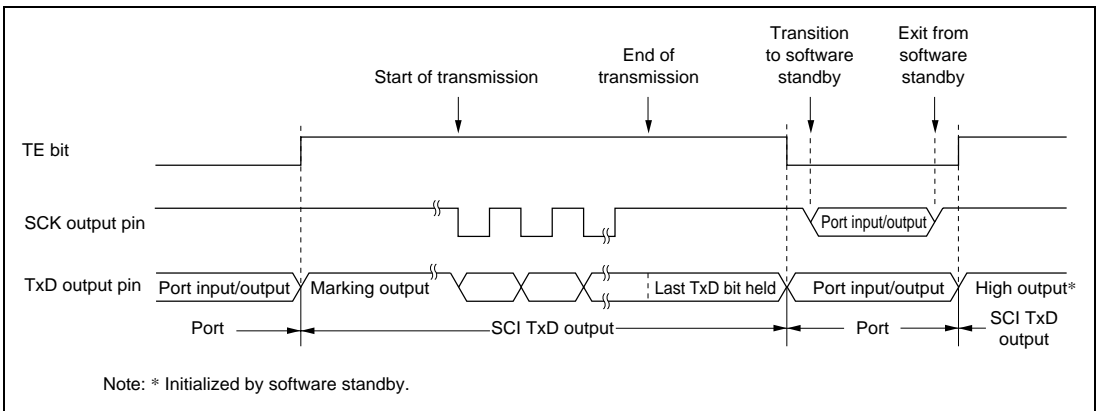 Start of transmission
End of
transmission
Transition
to software
standby
Exit from
software
standby
TE bit
SCK output pin
Port input/output
TxD output pin
Port input/output
Marking output
Last TxD bit held
Port input/output
High output*
Port
SCI TxD output
Port
SCI TxD
output
Note: * Initialized by software standby.